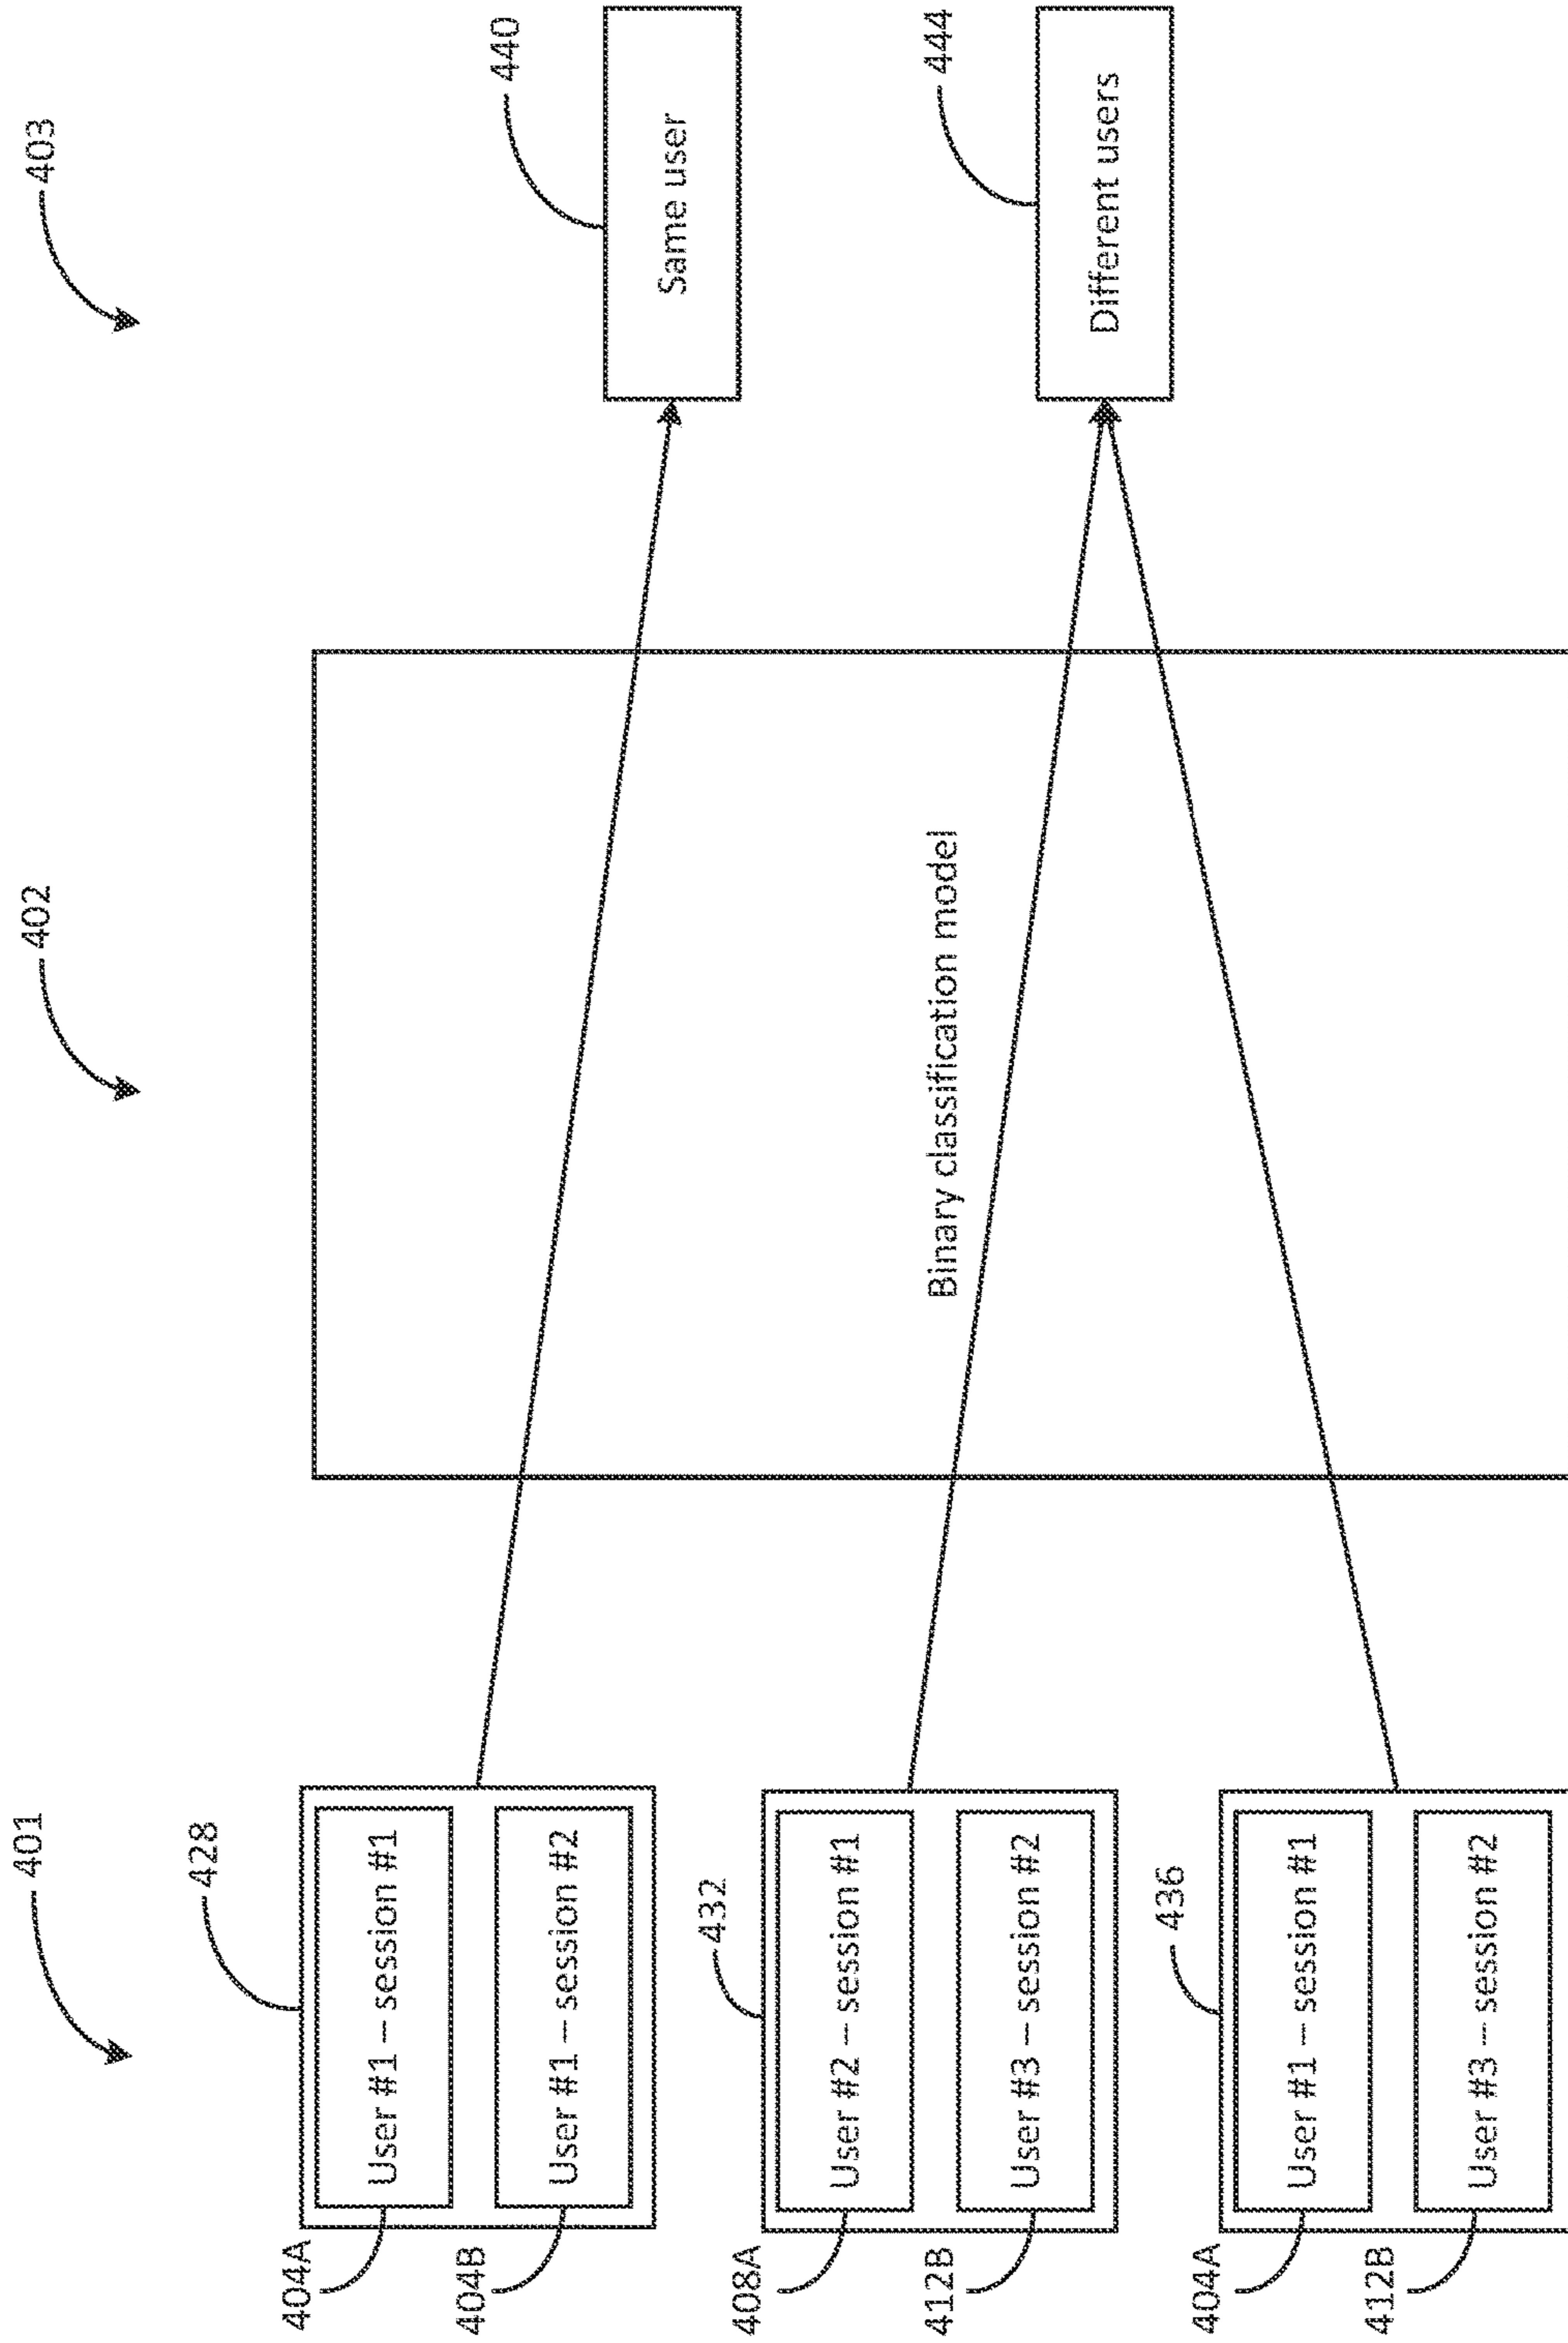 401
402
403
428
404A
User #1 – session #1
404B
User #1 – session #2
432
408A
User #2 – session #1
412B
User #3 – session #2
436
404A
User #1 – session #1
412B
User #3 – session #2
Binary classification model
440
Same user
444
Different users